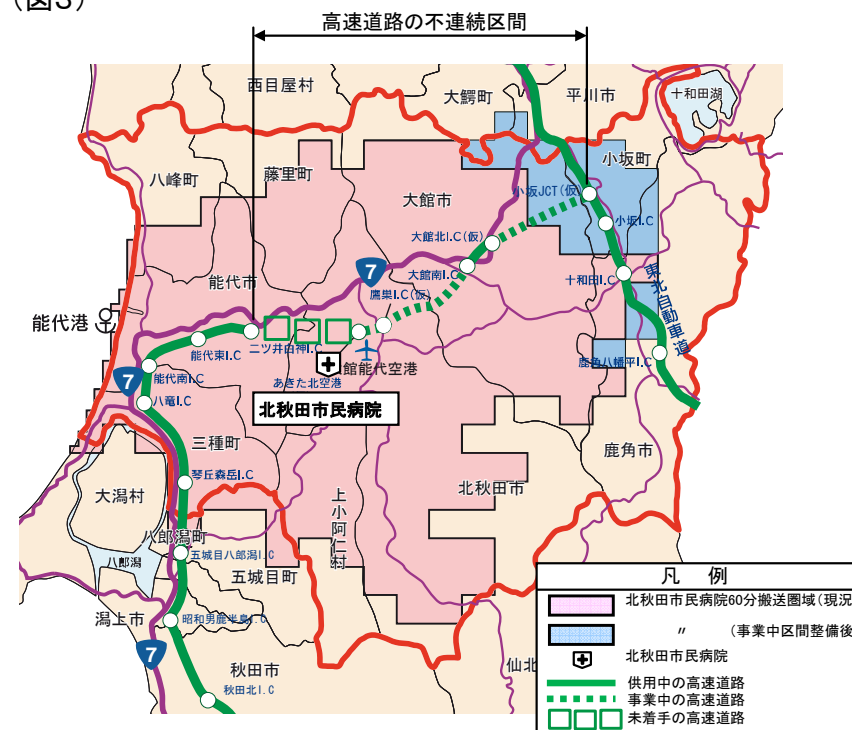 (図3)
高速道路の不連続区間
西目屋村
大鰐町
平川市
十和田湖
八峰町
藤里町
大館市
小坂町
小坂JCT(仮)
小坂I.C
大館北I.C(仮)
大館南I.C
十和田I.C
東北自動車道
能代市
7
鷹巣I.C(仮)
能代港
二ツ井白神I.C
能代東I.C
館能代空港
あきた北空港
鹿角八幡平I.C
能代南I.C
7
八竜I.C
北秋田市民病院
三種町
鹿角市
琴丘森岳I.C
大潟村
上小阿仁村
北秋田市
八郎潟町
八郎潟
五城目八郎潟I.C
五城目町
潟上市
昭和男鹿半島I.C
7
秋田市
秋田北I.C
仙北
凡 例
北秋田市民病院60分搬送圏域(現況
〃 (事業中区間整備後
北秋田市民病院
供用中の高速道路
事業中の高速道路
未着手の高速道路